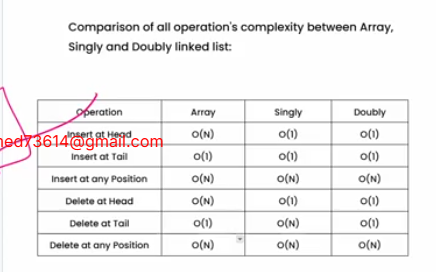 Comparison of all operation's complexity between Array,
Singly and Doubly linked list:
Operation Array Singly Doubly
Insert at Head O(N) O(1) O(1)
ned73614@gmail.com
Insert at Tail O(1) O(1) O(1)
Insert at any Position O(N) O(N) O(N)
Delete at Head O(N) O(1) O(1)
Delete at Tail O(1) O(N) O(1)
Delete at any Position O(N) O(N) O(N)